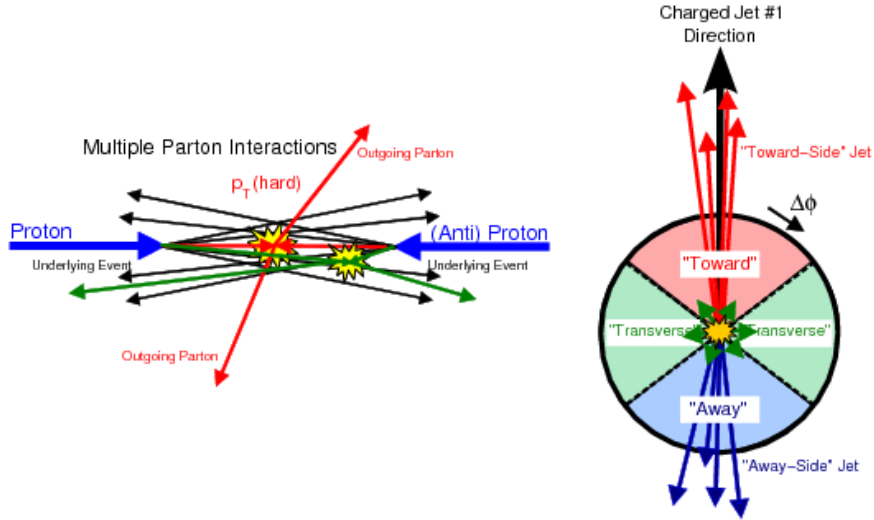 Multiple Parton Interactions
Outgoing Parton
p_T(hard)
Proton
(Anti) Proton
Underlying Event
Underlying Event
Outgoing Parton
Charged Jet #1
Direction
"Toward-Side" Jet
Δϕ
"Toward"
"Transverse"
"Transverse"
"Away"
"Away-Side" Jet